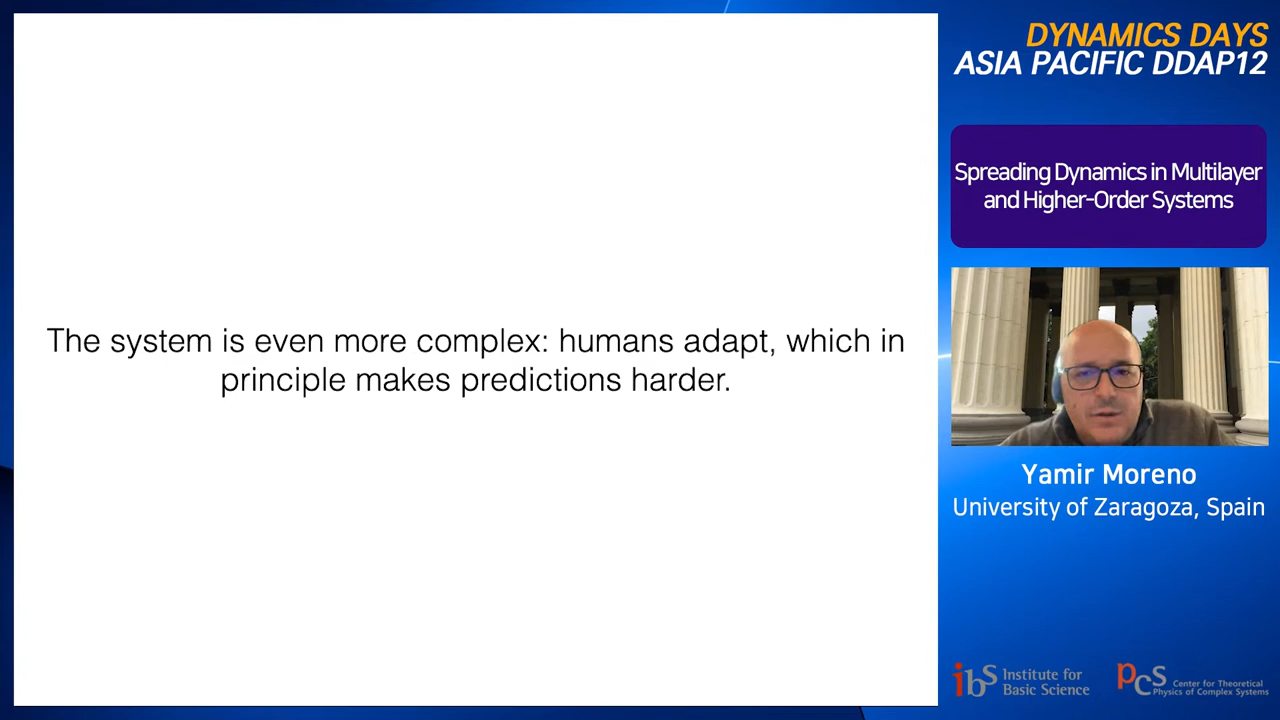 The system is even more complex: humans adapt, which in
principle makes predictions harder.
DYNAMICS DAYS
ASIA PACIFIC DDAP12
Spreading Dynamics in Multilayer
and Higher-Order Systems
Yamir Moreno
University of Zaragoza, Spain
ibS Institute for
Basic Science
PCS Center for Theoretical
Physics of Complex Systems